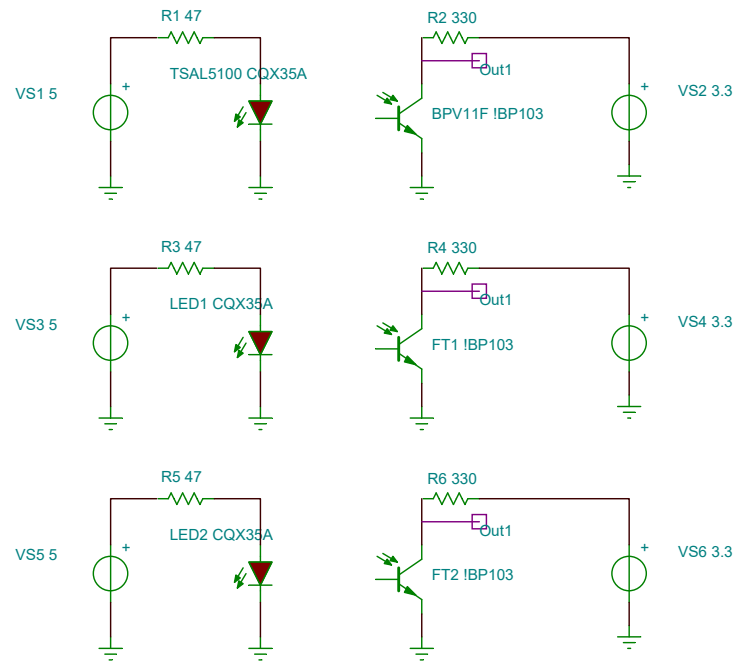 R1 47
R2 330
TSAL5100 CQX35A
Out1
VS1 5
+
BPV11F !BP103
+
VS2 3.3
R3 47
R4 330
LED1 CQX35A
Out1
VS3 5
+
FT1 !BP103
+
VS4 3.3
R5 47
R6 330
LED2 CQX35A
Out1
VS5 5
+
FT2 !BP103
+
VS6 3.3